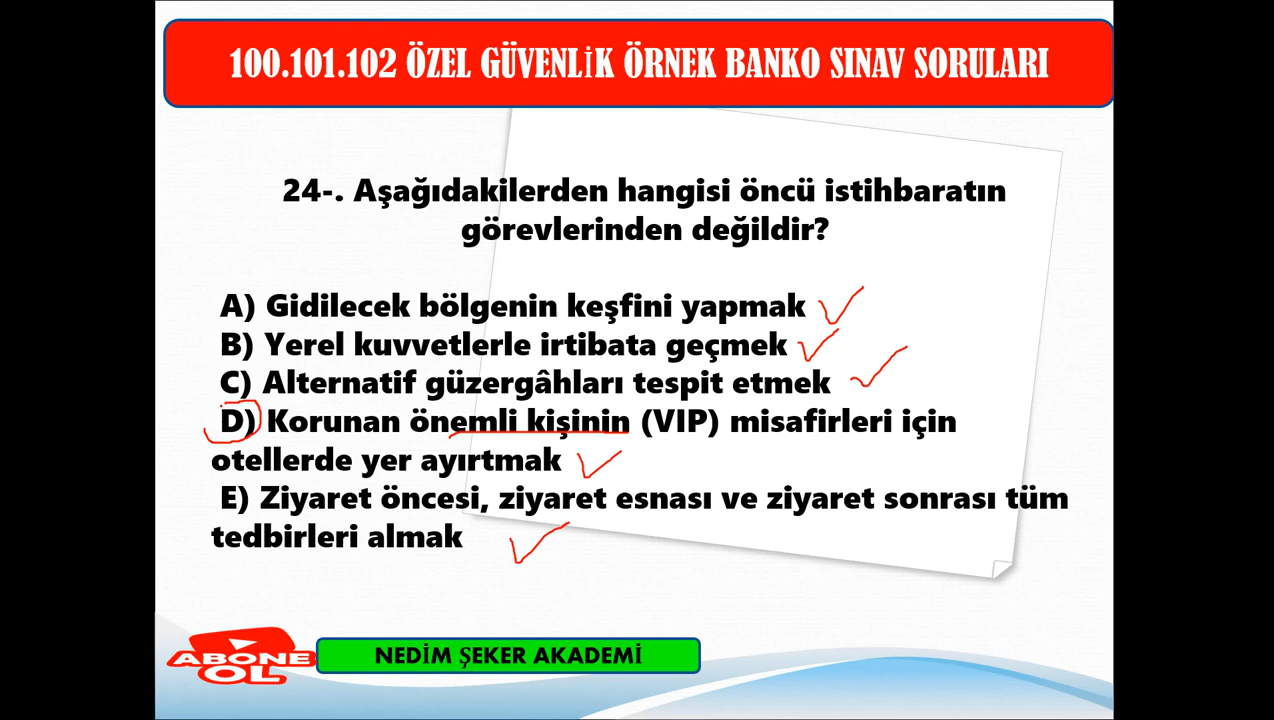 100.101.102 ÖZEL GÜVENLİK ÖRNEK BANKO SINAV SORULARI
24-. Aşağıdakilerden hangisi öncü istihbaratın
görevlerinden değildir?
A) Gidilecek bölgenin keşfini yapmak
B) Yerel kuvvetlerle irtibata geçmek
C) Alternatif güzergâhları tespit etmek
D) Korunan önemli kişinin (VIP) misafirleri için
otellerde yer ayırtmak
E) Ziyaret öncesi, ziyaret esnası ve ziyaret sonrası tüm
tedbirleri almak
ABONE
OL
NEDİM ŞEKER AKADEMİ